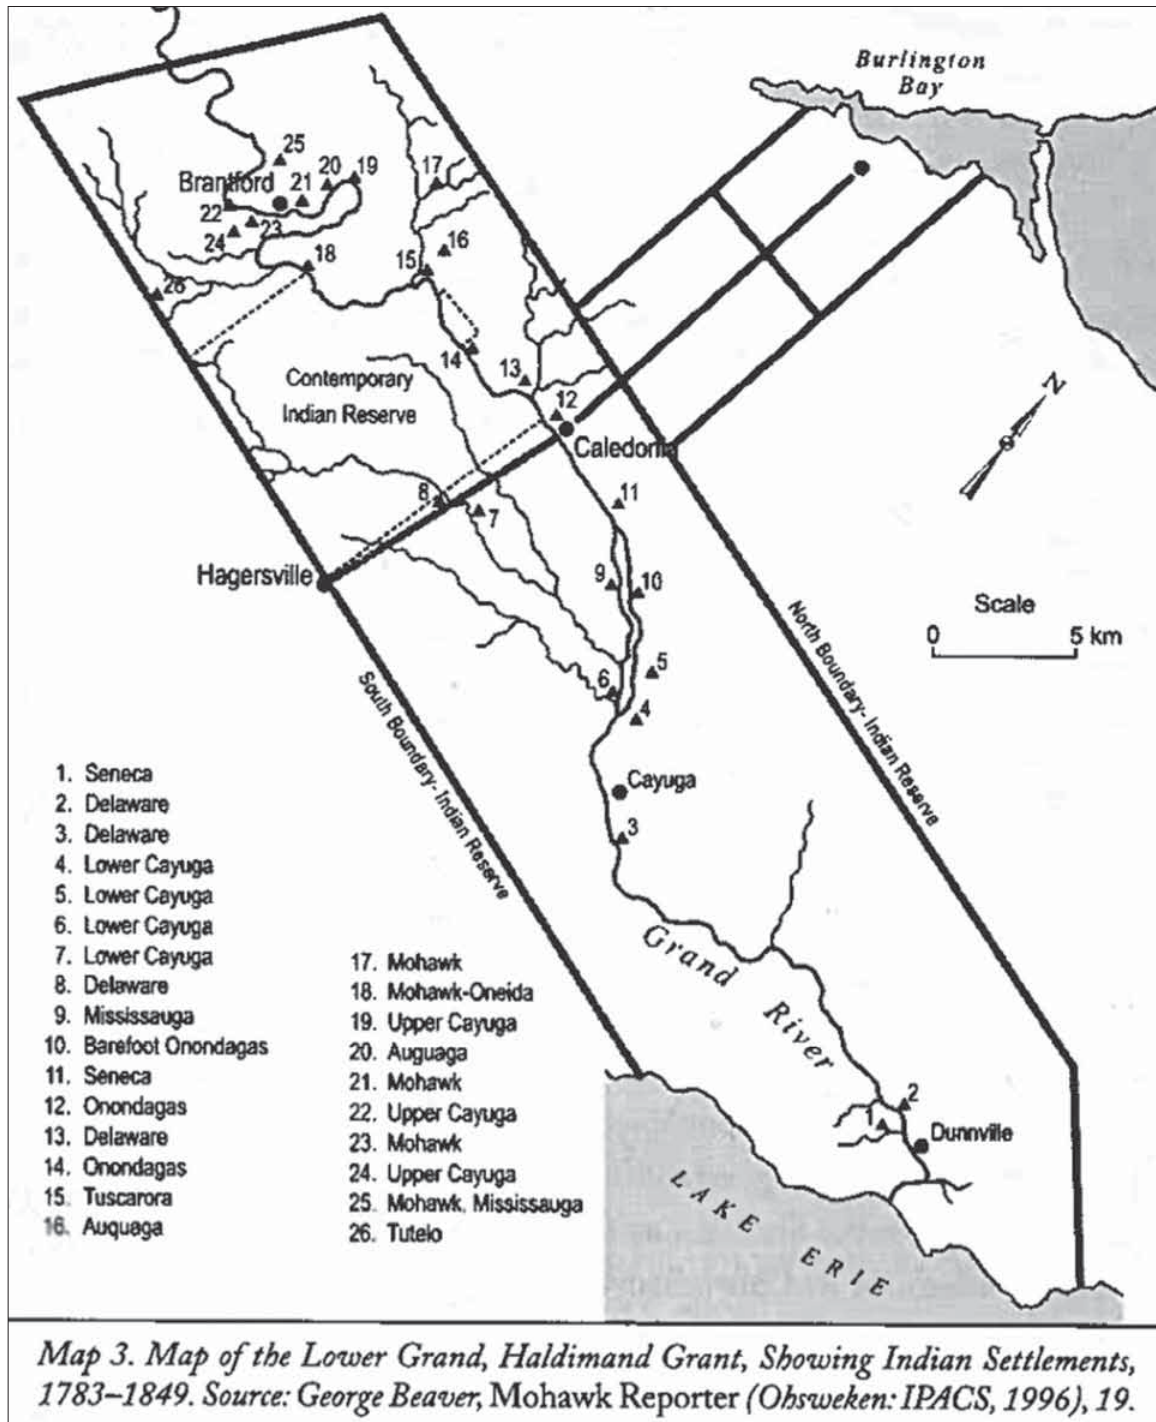 Burlington
Bay
25
Brantford
20
19
21
17
22
23
24
18
16
15
26
14
13
Contemporary
Indian Reserve
12
Caledonia
N
8
7
11
Hagersville
9
10
Scale
0 5 km
North Boundary- Indian Reserve
South Boundary- Indian Reserve
6
5
4
Cayuga
3
Grand River
2
1
Dunnville
LAKE ERIE
1. Seneca
2. Delaware
3. Delaware
4. Lower Cayuga
5. Lower Cayuga
6. Lower Cayuga
7. Lower Cayuga
8. Delaware
9. Mississauga
10. Barefoot Onondagas
11. Seneca
12. Onondagas
13. Delaware
14. Onondagas
15. Tuscarora
16. Auquaga
17. Mohawk
18. Mohawk-Oneida
19. Upper Cayuga
20. Auguaga
21. Mohawk
22. Upper Cayuga
23. Mohawk
24. Upper Cayuga
25. Mohawk, Mississauga
26. Tutelo
Map 3. Map of the Lower Grand, Haldimand Grant, Showing Indian Settlements,
1783–1849. Source: George Beaver, Mohawk Reporter (Ohsweken: IPACS, 1996), 19.